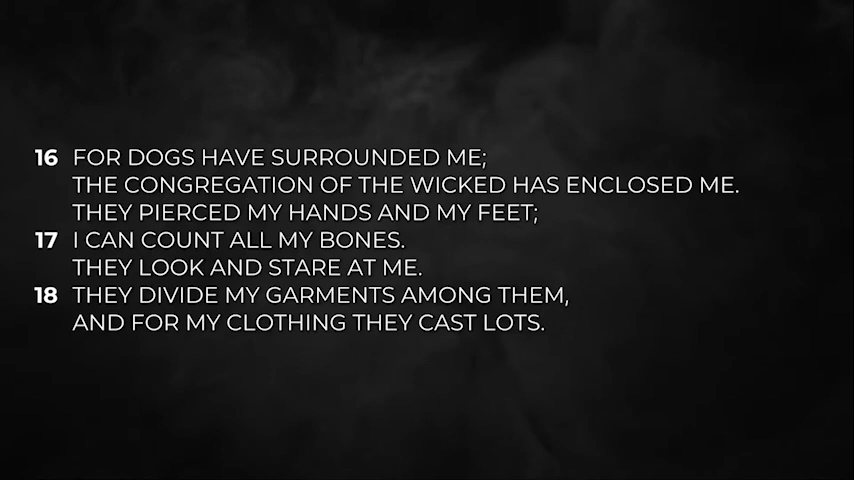 16 FOR DOGS HAVE SURROUNDED ME;
THE CONGREGATION OF THE WICKED HAS ENCLOSED ME.
THEY PIERCED MY HANDS AND MY FEET;
17 I CAN COUNT ALL MY BONES.
THEY LOOK AND STARE AT ME.
18 THEY DIVIDE MY GARMENTS AMONG THEM,
AND FOR MY CLOTHING THEY CAST LOTS.